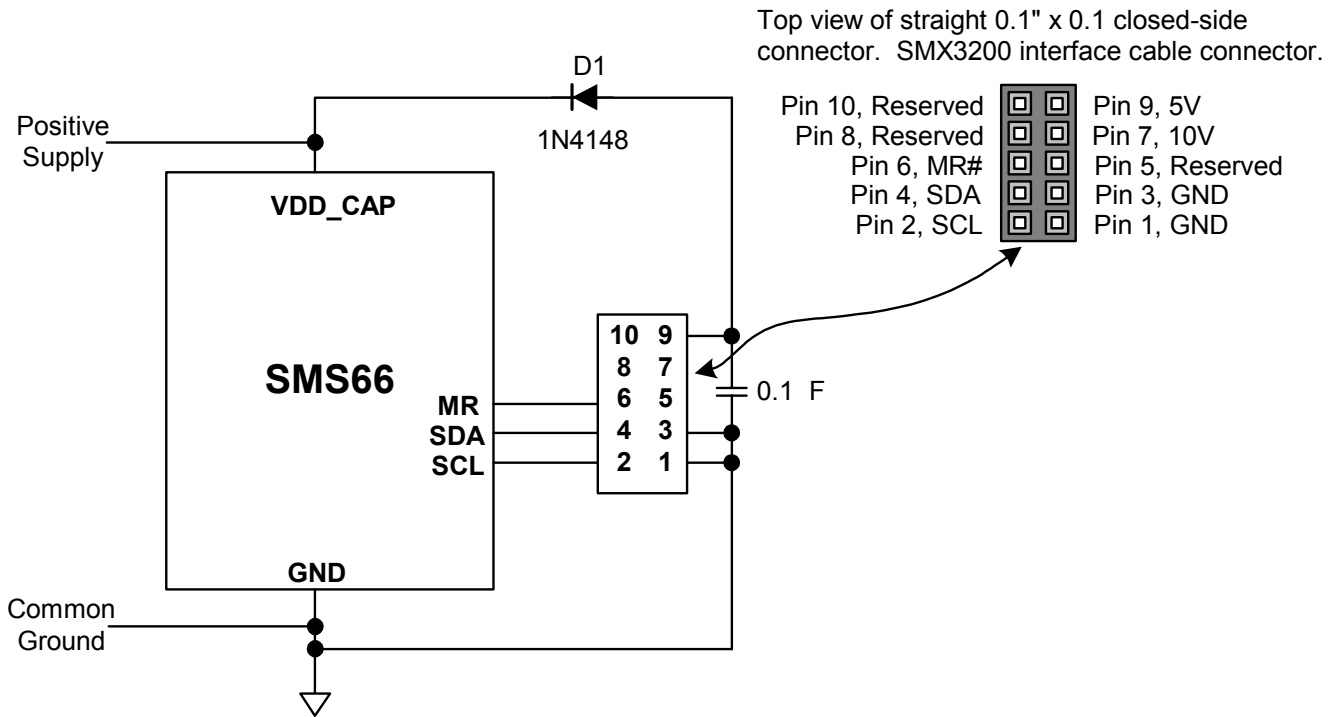 Top view of straight 0.1" x 0.1 closed-side
connector. SMX3200 interface cable connector.
D1
1N4148
Positive
Supply
Pin 10, Reserved
Pin 9, 5V
Pin 8, Reserved
Pin 7, 10V
Pin 6, MR#
Pin 5, Reserved
Pin 4, SDA
Pin 3, GND
Pin 2, SCL
Pin 1, GND
VDD_CAP
SMS66
MR
SDA
SCL
10 9
8 7
6 5
4 3
2 1
0.1 F
GND
Common
Ground